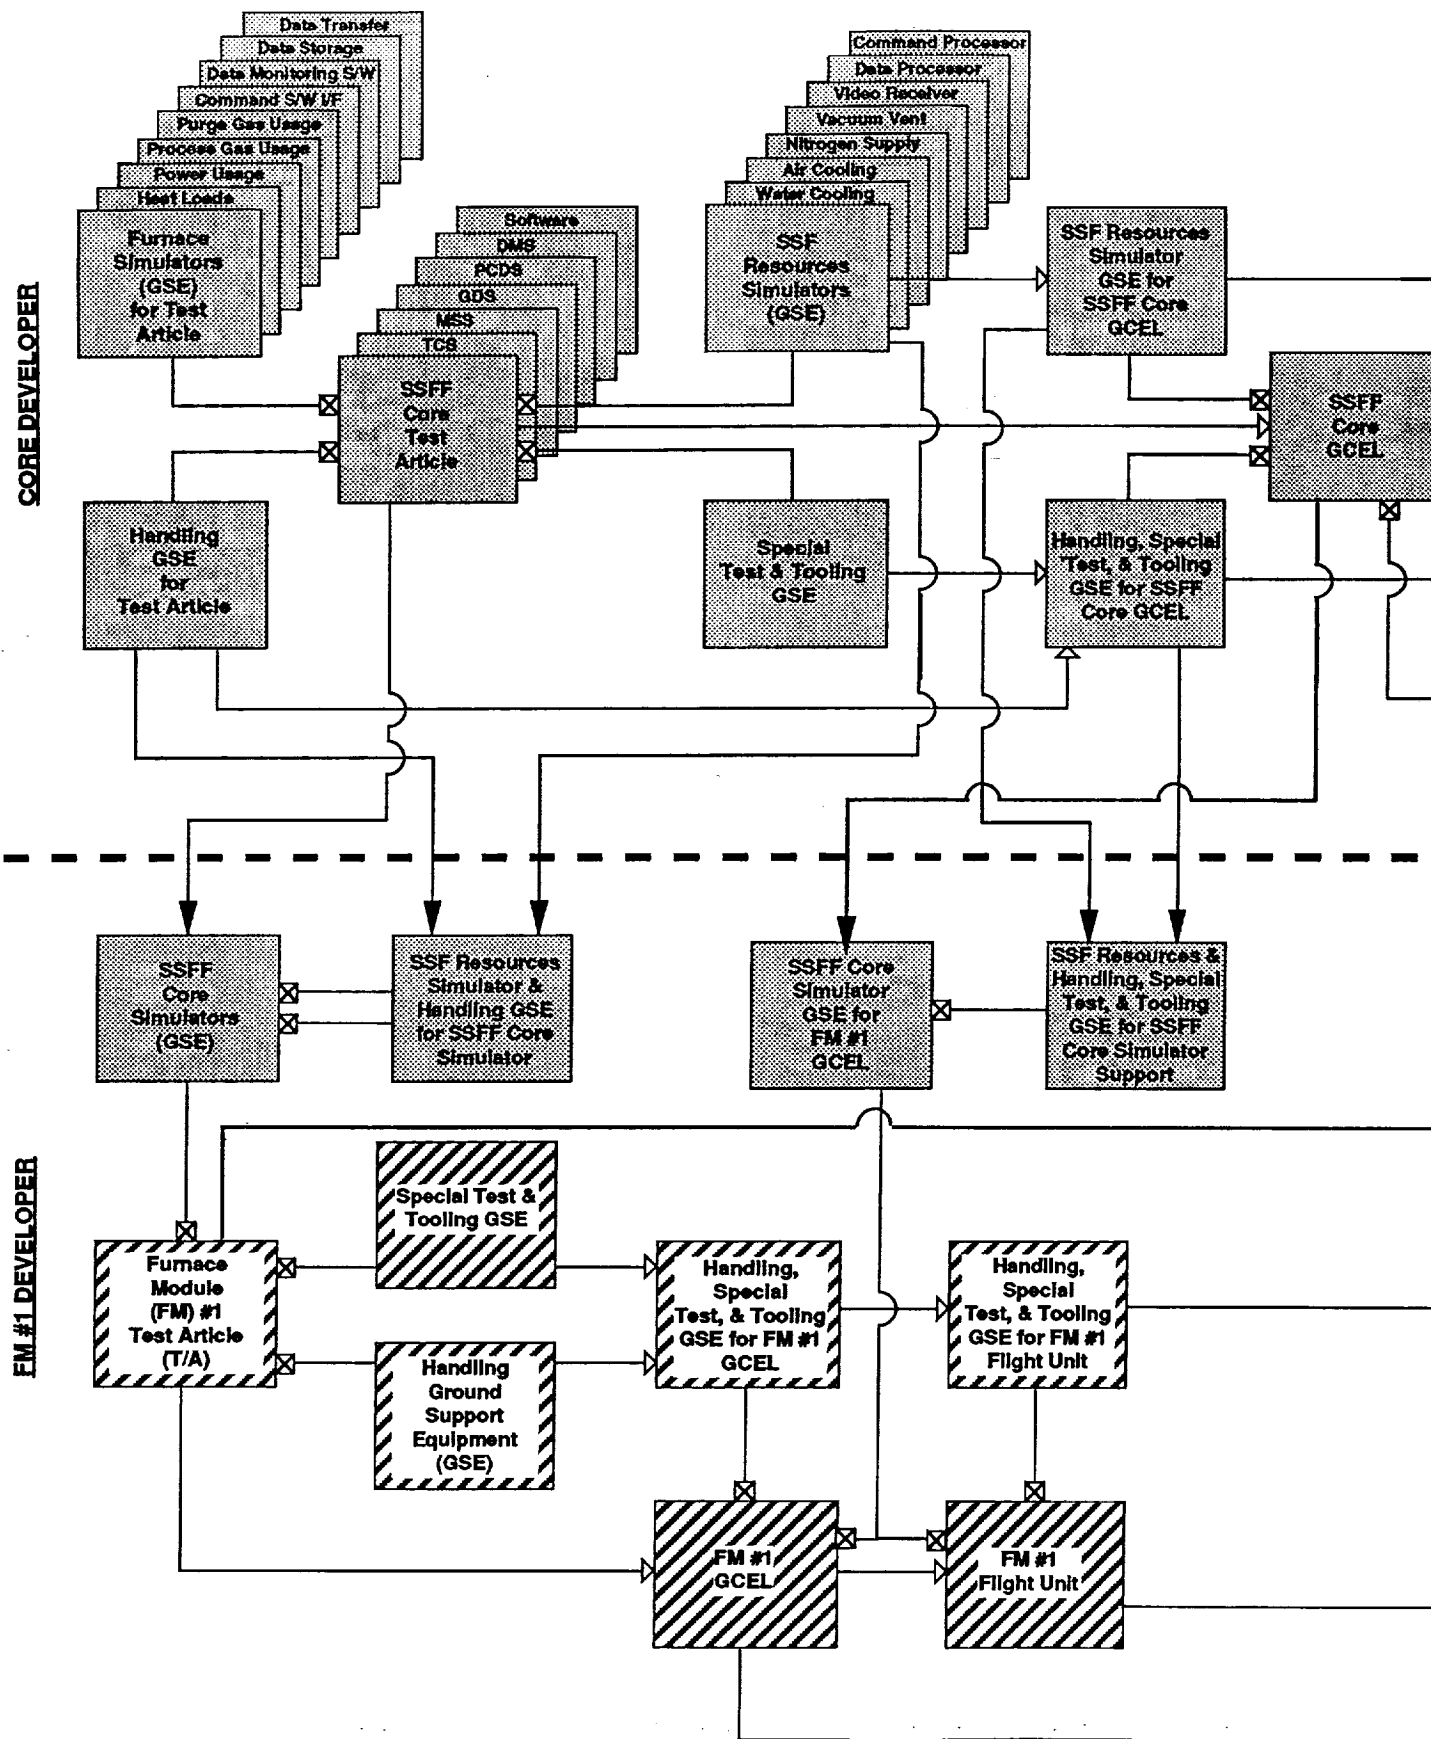 Data Transfer
Data Storage
Data Monitoring S/W
Command S/W I/F
Purge Gas Usage
Process Gas Usage
Power Usage
Heat Loads
Furnace
Simulators
(GSE)
for Test
Article
Software
DMS
PCDS
GDS
MSS
TCS
SSFF
Core
Test
Article
Command Processor
Data Processor
Video Receiver
Vacuum Vent
Nitrogen Supply
Air Cooling
Water Cooling
SSF
Resources
Simulators
(GSE)
SSF Resources
Simulator
GSE for
SSFF Core
GCEL
SSFF
Core
GCEL
CORE DEVELOPER
Handling
GSE
for
Test Article
Special
Test & Tooling
GSE
Handling, Special
Test, & Tooling
GSE for SSFF
Core GCEL
SSFF
Core
Simulators
(GSE)
SSF Resources
Simulator &
Handling GSE
for SSFF Core
Simulator
SSFF Core
Simulator
GSE for
FM #1
GCEL
SSF Resources &
Handling, Special
Test, & Tooling
GSE for SSFF
Core Simulator
Support
FM #1 DEVELOPER
Special Test &
Tooling GSE
Furnace
Module
(FM) #1
Test Article
(T/A)
Handling
Ground
Support
Equipment
(GSE)
Handling,
Special
Test, & Tooling
GSE for FM #1
GCEL
Handling,
Special
Test, & Tooling
GSE for FM #1
Flight Unit
FM #1
GCEL
FM #1
Flight Unit